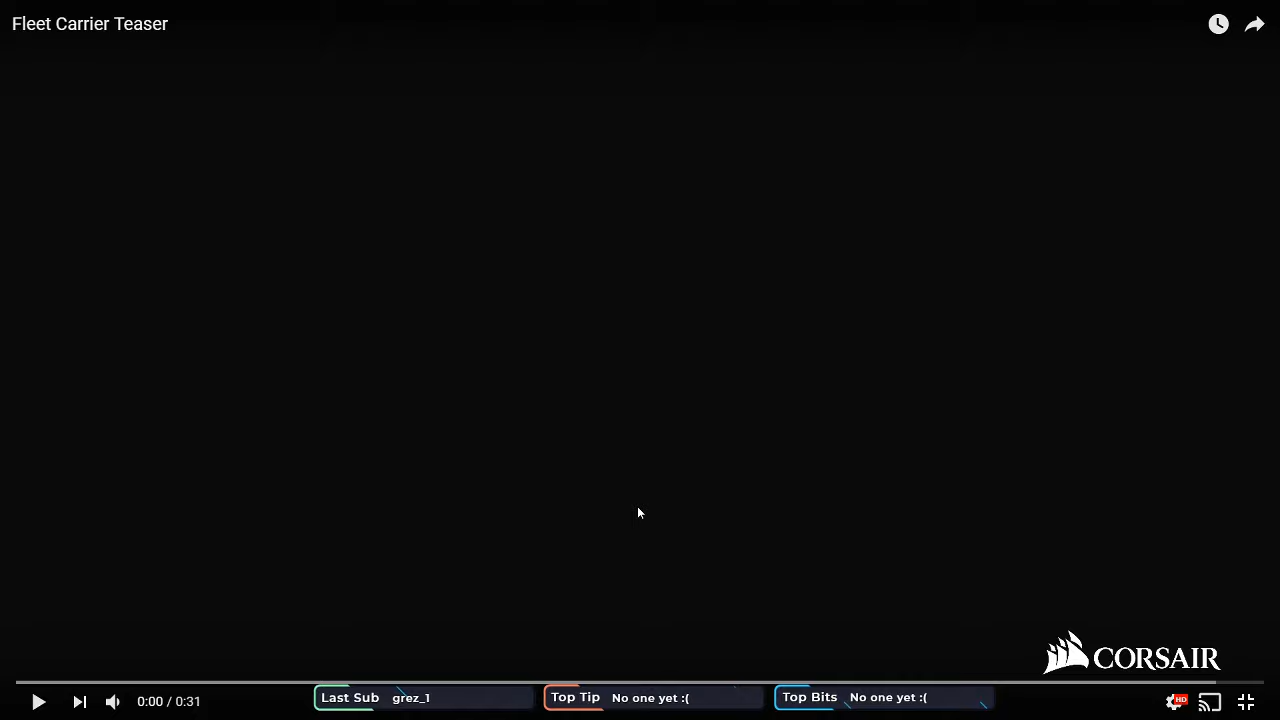 Fleet Carrier Teaser
CORSAIR
0:00 / 0:31
Last Sub grez_1
Top Tip No one yet :(
Top Bits No one yet :(
HD